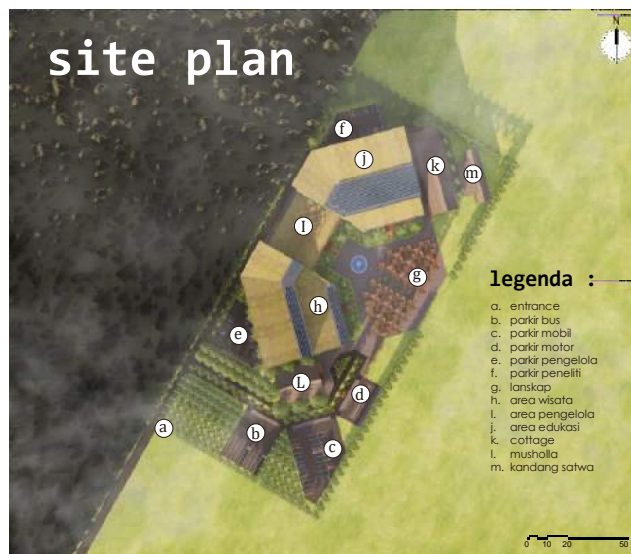 site plan
N
f
j
k
m
I
g
legenda :
h
e
L
d
a
b
c
a. entrance
b. parkir bus
c. parkir mobil
d. parkir motor
e. parkir pengelola
f. parkir peneliti
g. lanskap
h. area wisata
I. area pengelola
j. area edukasi
k. cottage
l. musholla
m. kandang satwa
0 10 20 50